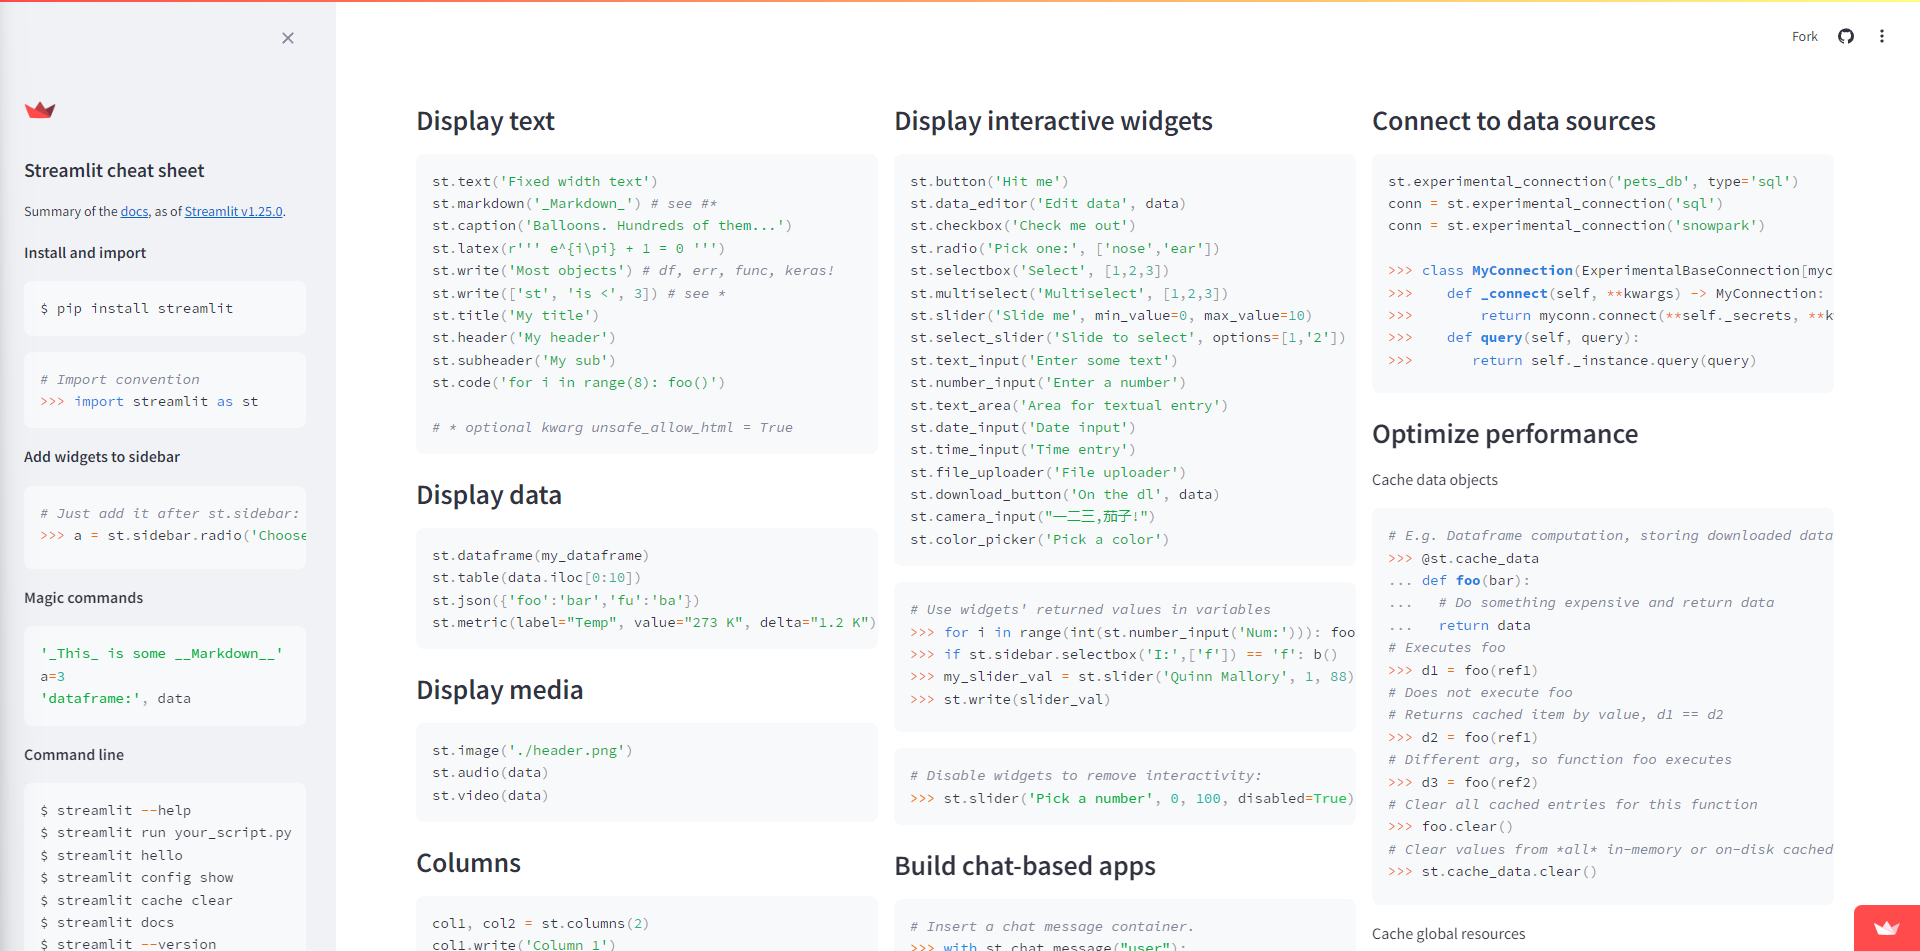 Fork
Streamlit cheat sheet
Summary of the docs, as of Streamlit v1.25.0.
Install and import
$ pip install streamlit
# Import convention
>>> import streamlit as st
Add widgets to sidebar
# Just add it after st.sidebar:
>>> a = st.sidebar.radio('Choose
Magic commands
'_This_ is some __Markdown__'
a=3
'dataframe:', data
Command line
$ streamlit --help
$ streamlit run your_script.py
$ streamlit hello
$ streamlit config show
$ streamlit cache clear
$ streamlit docs
$ streamlit --version
Display text
st.text('Fixed width text')
st.markdown('_Markdown_') # see #*
st.caption('Balloons. Hundreds of them...')
st.latex(r''' e^{i\pi} + 1 = 0 ''')
st.write('Most objects') # df, err, func, keras!
st.write(['st', 'is <', 3]) # see *
st.title('My title')
st.header('My header')
st.subheader('My sub')
st.code('for i in range(8): foo()')
# * optional kwarg unsafe_allow_html = True
Display data
st.dataframe(my_dataframe)
st.table(data.iloc[0:10])
st.json({'foo':'bar','fu':'ba'})
st.metric(label="Temp", value="273 K", delta="1.2 K")
Display media
st.image('./header.png')
st.audio(data)
st.video(data)
Columns
col1, col2 = st.columns(2)
col1.write('Column 1')
Display interactive widgets
st.button('Hit me')
st.data_editor('Edit data', data)
st.checkbox('Check me out')
st.radio('Pick one:', ['nose','ear'])
st.selectbox('Select', [1,2,3])
st.multiselect('Multiselect', [1,2,3])
st.slider('Slide me', min_value=0, max_value=10)
st.select_slider('Slide to select', options=[1,'2'])
st.text_input('Enter some text')
st.number_input('Enter a number')
st.text_area('Area for textual entry')
st.date_input('Date input')
st.time_input('Time entry')
st.file_uploader('File uploader')
st.download_button('On the dl', data)
st.camera_input("一二三,茄子!")
st.color_picker('Pick a color')
# Use widgets' returned values in variables
>>> for i in range(int(st.number_input('Num:'))): foo
>>> if st.sidebar.selectbox('I:',['f']) == 'f': b()
>>> my_slider_val = st.slider('Quinn Mallory', 1, 88)
>>> st.write(slider_val)
# Disable widgets to remove interactivity:
>>> st.slider('Pick a number', 0, 100, disabled=True)
Build chat-based apps
# Insert a chat message container.
>>> with st.chat_message("user"):
Connect to data sources
st.experimental_connection('pets_db', type='sql')
conn = st.experimental_connection('sql')
conn = st.experimental_connection('snowpark')
>>> class MyConnection(ExperimentalBaseConnection[myc
>>>    def _connect(self, **kwargs) -> MyConnection:
>>>        return myconn.connect(**self._secrets, **k
>>>    def query(self, query):
>>>       return self._instance.query(query)
Optimize performance
Cache data objects
# E.g. Dataframe computation, storing downloaded data
>>> @st.cache_data
... def foo(bar):
...   # Do something expensive and return data
...   return data
# Executes foo
>>> d1 = foo(ref1)
# Does not execute foo
# Returns cached item by value, d1 == d2
>>> d2 = foo(ref1)
# Different arg, so function foo executes
>>> d3 = foo(ref2)
# Clear all cached entries for this function
>>> foo.clear()
# Clear values from *all* in-memory or on-disk cached
>>> st.cache_data.clear()
Cache global resources